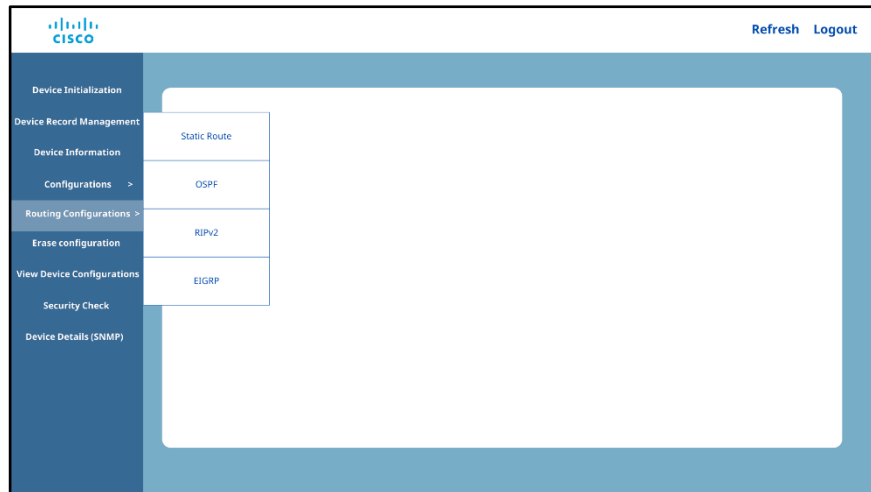 CISCO
Refresh Logout
Device Initialization
Device Record Management
Device Information
Configurations >
Routing Configurations >
Erase configuration
View Device Configurations
Security Check
Device Details (SNMP)
Static Route
OSPF
RIPv2
EIGRP